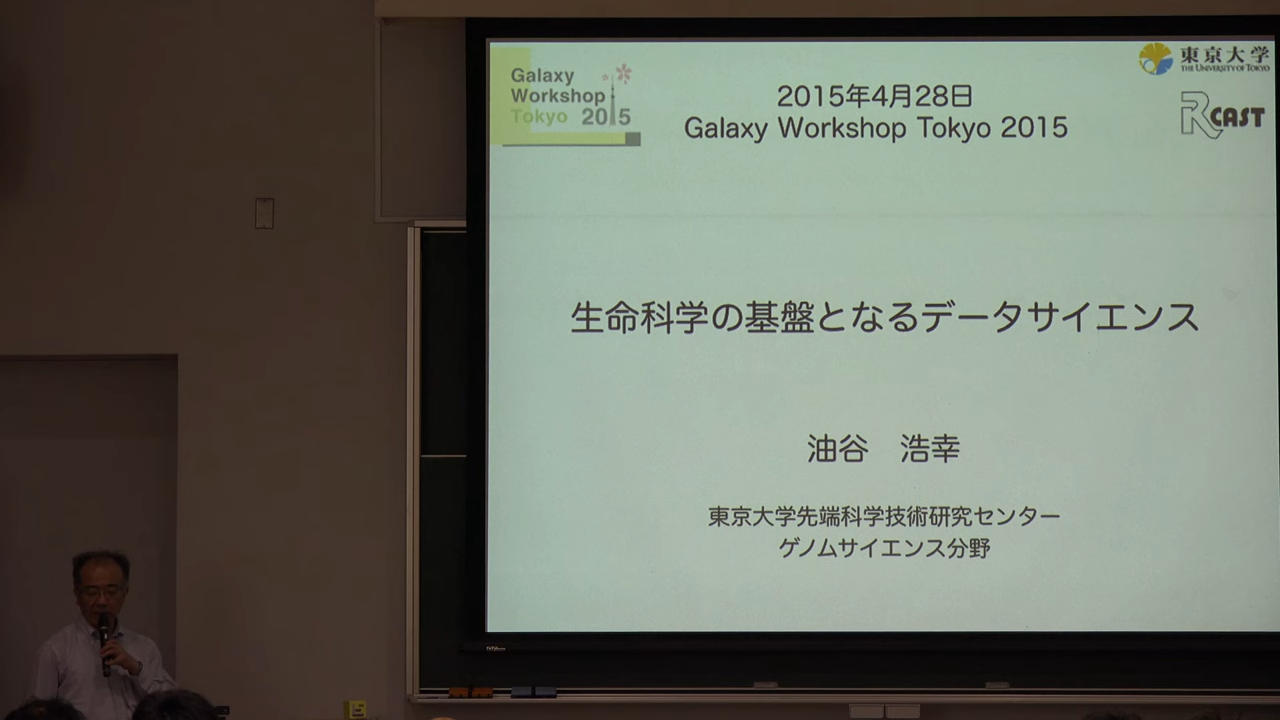 Galaxy
Workshop
Tokyo 2015
東京大学
THE UNIVERSITY OF TOKYO
RCAST
2015年4月28日
Galaxy Workshop Tokyo 2015
生命科学の基盤となるデータサイエンス
油谷　浩幸
東京大学先端科学技術研究センター
ゲノムサイエンス分野